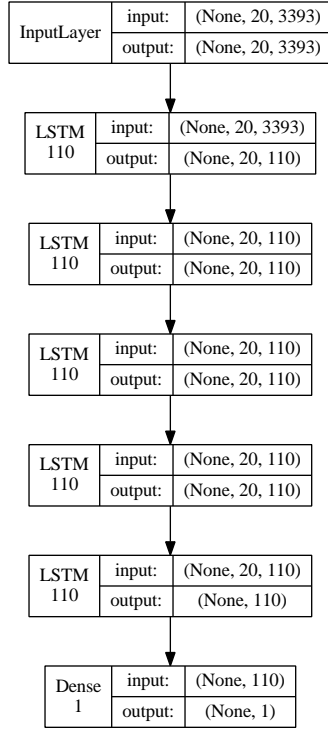 InputLayer
input: (None, 20, 3393)
output: (None, 20, 3393)
LSTM
110
input: (None, 20, 3393)
output: (None, 20, 110)
LSTM
110
input: (None, 20, 110)
output: (None, 20, 110)
LSTM
110
input: (None, 20, 110)
output: (None, 20, 110)
LSTM
110
input: (None, 20, 110)
output: (None, 20, 110)
LSTM
110
input: (None, 20, 110)
output: (None, 110)
Dense
1
input: (None, 110)
output: (None, 1)